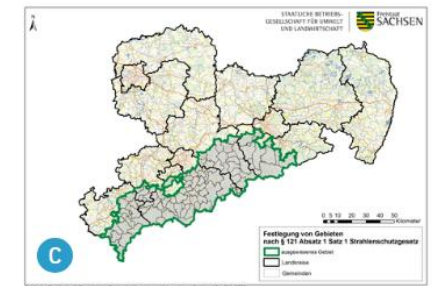 STAATLICHE BETRIEBS-
GESELLSCHAFT FÜR UMWELT
UND LANDWIRTSCHAFT
Freistaat
SACHSEN
N
0 5 10 20 30 40 50
Kilometer
Festlegung von Gebieten
nach § 121 Absatz 1 Satz 1 Strahlenschutzgesetz
ausgewiesenes Gebiet
Landkreise
Gemeinden
C